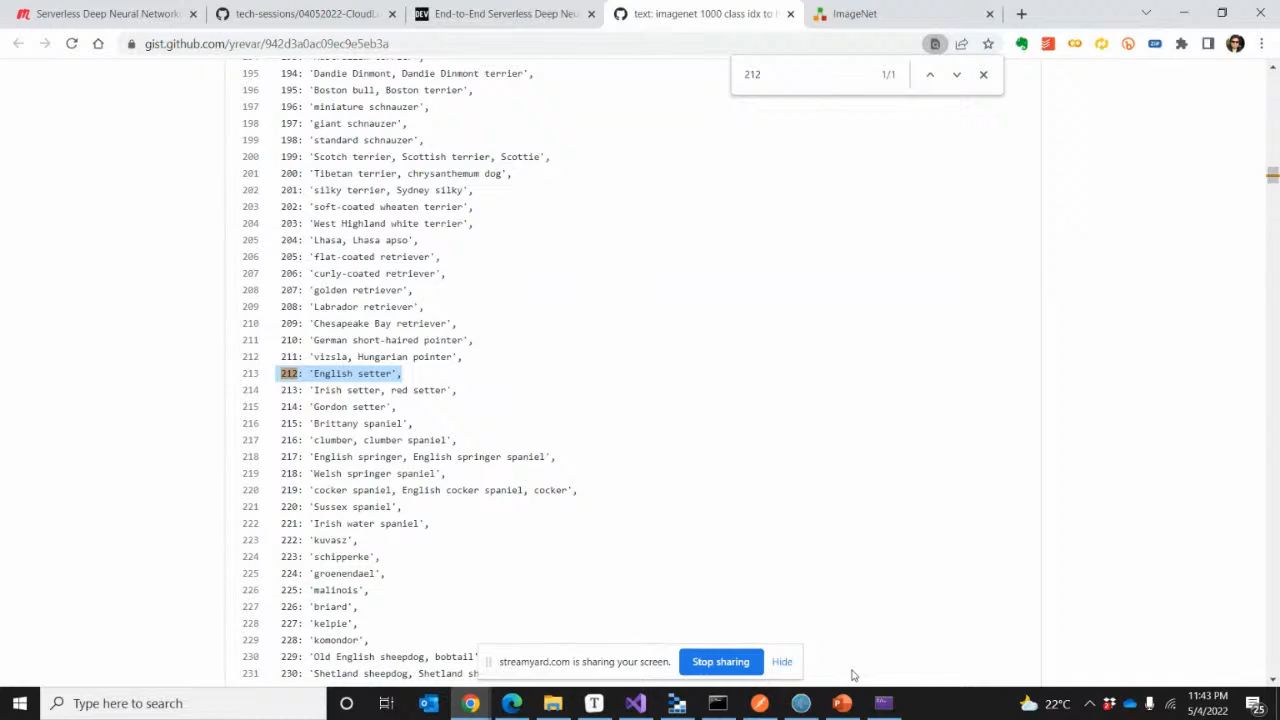 Serverless Deep Neural Network
tech-sessions/04052022-CloudL
End-to-End Serverless Deep Neu
text: imagenet 1000 class idx to h
ImageNet
gist.github.com/yrevar/942d3a0ac09ec9e5eb3a
212
1/1
195 194: 'Dandie Dinmont, Dandie Dinmont terrier',
196 195: 'Boston bull, Boston terrier',
197 196: 'miniature schnauzer',
198 197: 'giant schnauzer',
199 198: 'standard schnauzer',
200 199: 'Scotch terrier, Scottish terrier, Scottie',
201 200: 'Tibetan terrier, chrysanthemum dog',
202 201: 'silky terrier, Sydney silky',
203 202: 'soft-coated wheaten terrier',
204 203: 'West Highland white terrier',
205 204: 'Lhasa, Lhasa apso',
206 205: 'flat-coated retriever',
207 206: 'curly-coated retriever',
208 207: 'golden retriever',
209 208: 'Labrador retriever',
210 209: 'Chesapeake Bay retriever',
211 210: 'German short-haired pointer',
212 211: 'vizsla, Hungarian pointer',
213 212: 'English setter',
214 213: 'Irish setter, red setter',
215 214: 'Gordon setter',
216 215: 'Brittany spaniel',
217 216: 'clumber, clumber spaniel',
218 217: 'English springer, English springer spaniel',
219 218: 'Welsh springer spaniel',
220 219: 'cocker spaniel, English cocker spaniel, cocker',
221 220: 'Sussex spaniel',
222 221: 'Irish water spaniel',
223 222: 'kuvasz',
224 223: 'schipperke',
225 224: 'groenendael',
226 225: 'malinois',
227 226: 'briard',
228 227: 'kelpie',
229 228: 'komondor',
230 229: 'Old English sheepdog, bobtail'
231 230: 'Shetland sheepdog, Shetland sh
streamyard.com is sharing your screen.
Stop sharing
Hide
Type here to search
22°C
11:43 PM
5/4/2022
25